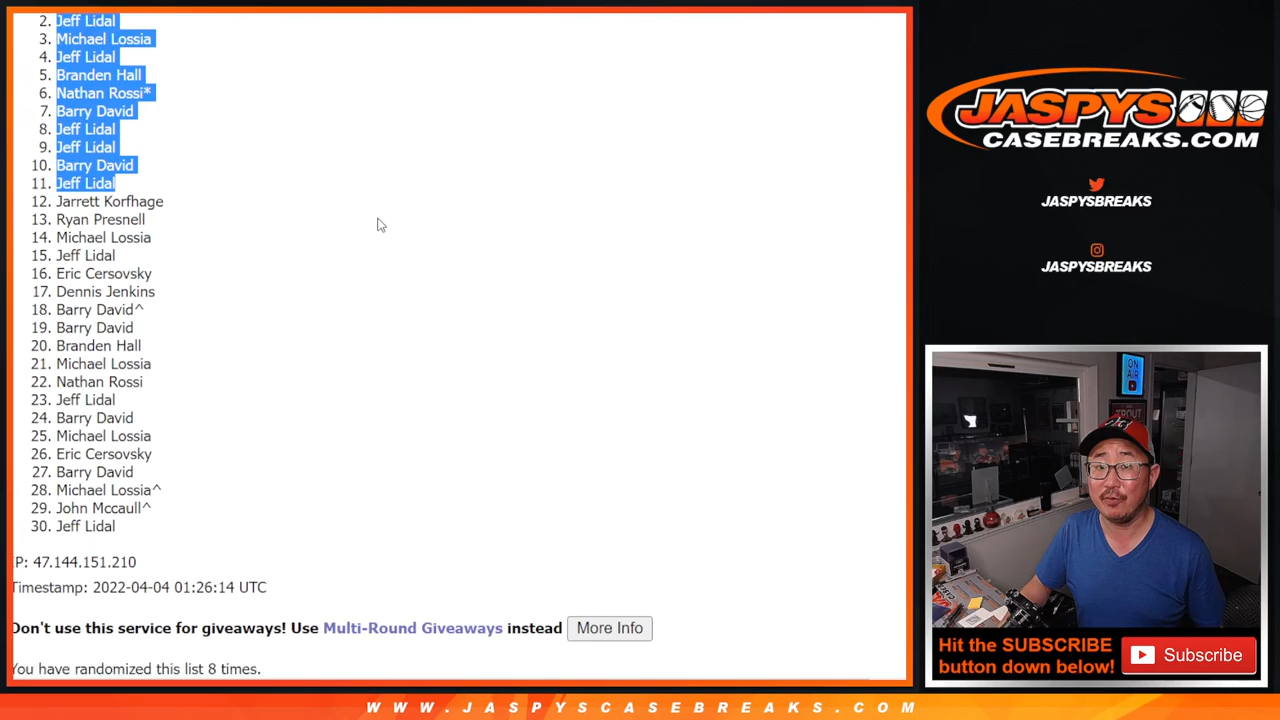 2. Jeff Lidal
3. Michael Lossia
4. Jeff Lidal
5. Branden Hall
6. Nathan Rossi*
7. Barry David
8. Jeff Lidal
9. Jeff Lidal
10. Barry David
11. Jeff Lidal
12. Jarrett Korfhage
13. Ryan Presnell
14. Michael Lossia
15. Jeff Lidal
16. Eric Cersovsky
17. Dennis Jenkins
18. Barry David^
19. Barry David
20. Branden Hall
21. Michael Lossia
22. Nathan Rossi
23. Jeff Lidal
24. Barry David
25. Michael Lossia
26. Eric Cersovsky
27. Barry David
28. Michael Lossia^
29. John Mccaull^
30. Jeff Lidal
IP: 47.144.151.210
Timestamp: 2022-04-04 01:26:14 UTC
Don't use this service for giveaways! Use Multi-Round Giveaways instead More Info
You have randomized this list 8 times.
JASPYS
CASEBREAKS.COM
JASPYSBREAKS
JASPYSBREAKS
ON
AIR
TROUT
Hit the SUBSCRIBE
button down below!
Subscribe
WWW.JASPYSCASEBREAKS.COM